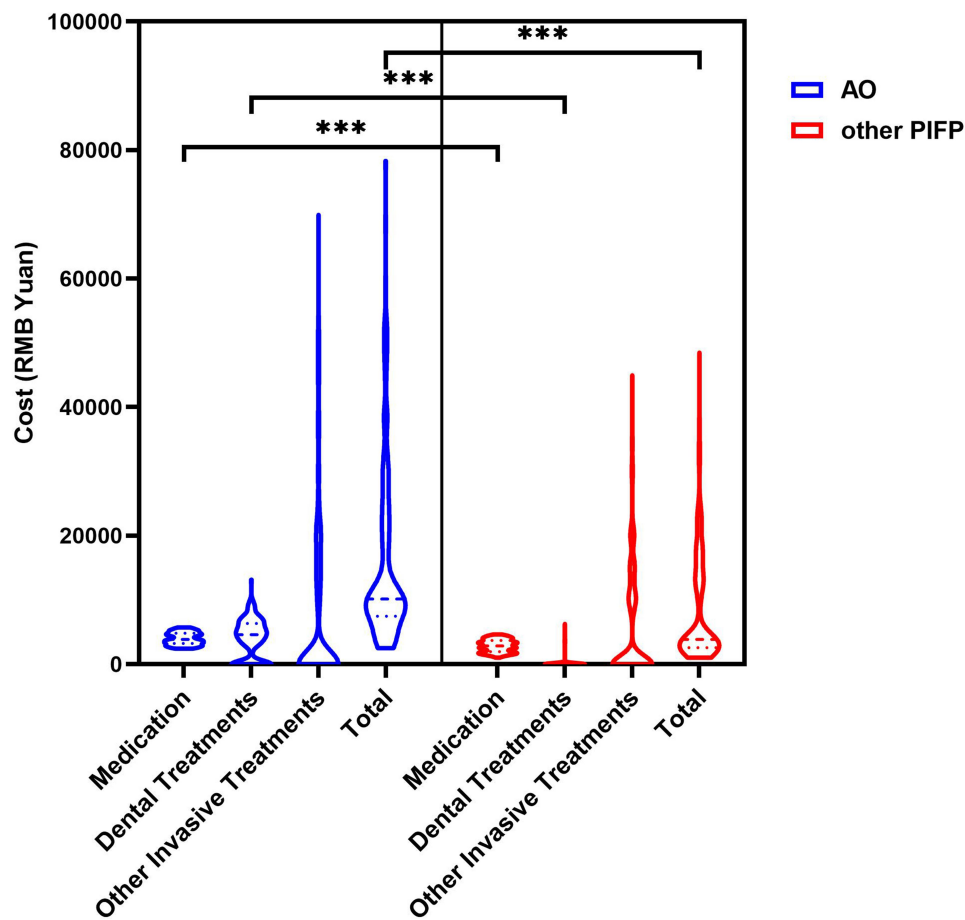 100000
80000
60000
40000
20000
0
Cost (RMB Yuan)
***
***
***
Medication
Dental Treatments
Other Invasive Treatments
Total
Medication
Dental Treatments
Other Invasive Treatments
Total
AO
other PIFP